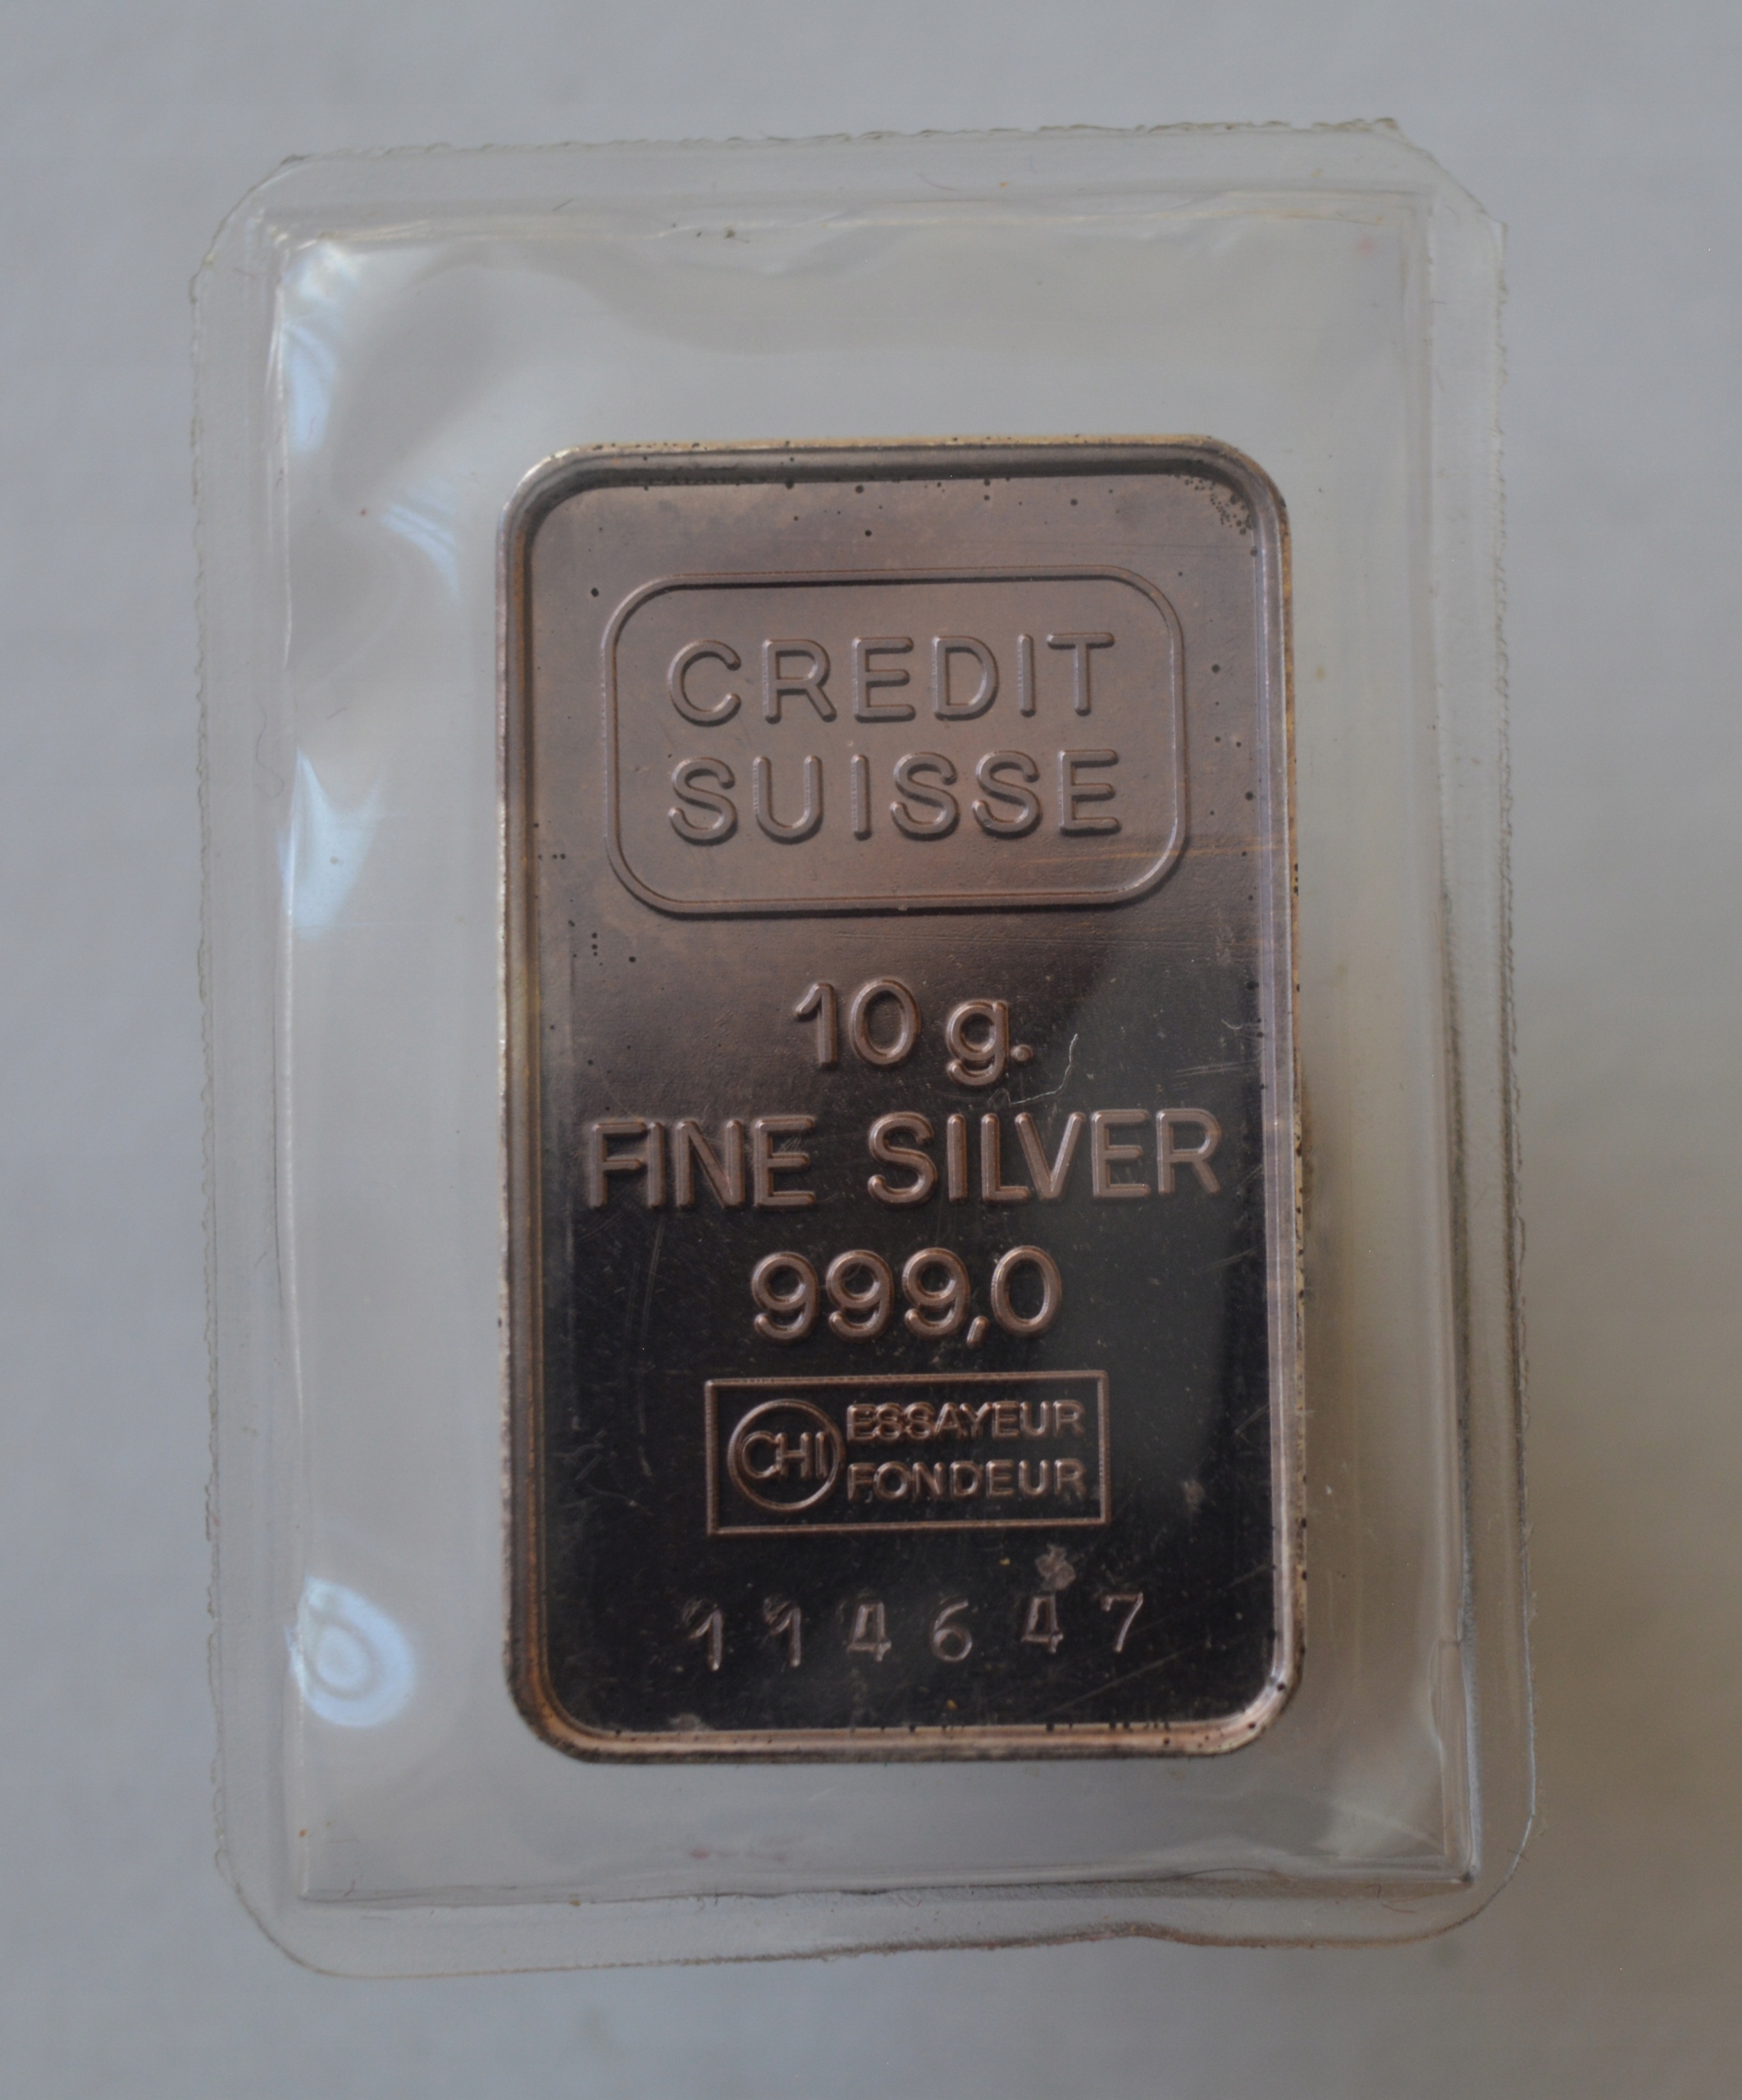 CREDIT
SUISSE
10 g.
FINE SILVER
999,0
CHI ESSAYEUR
FONDEUR
114647